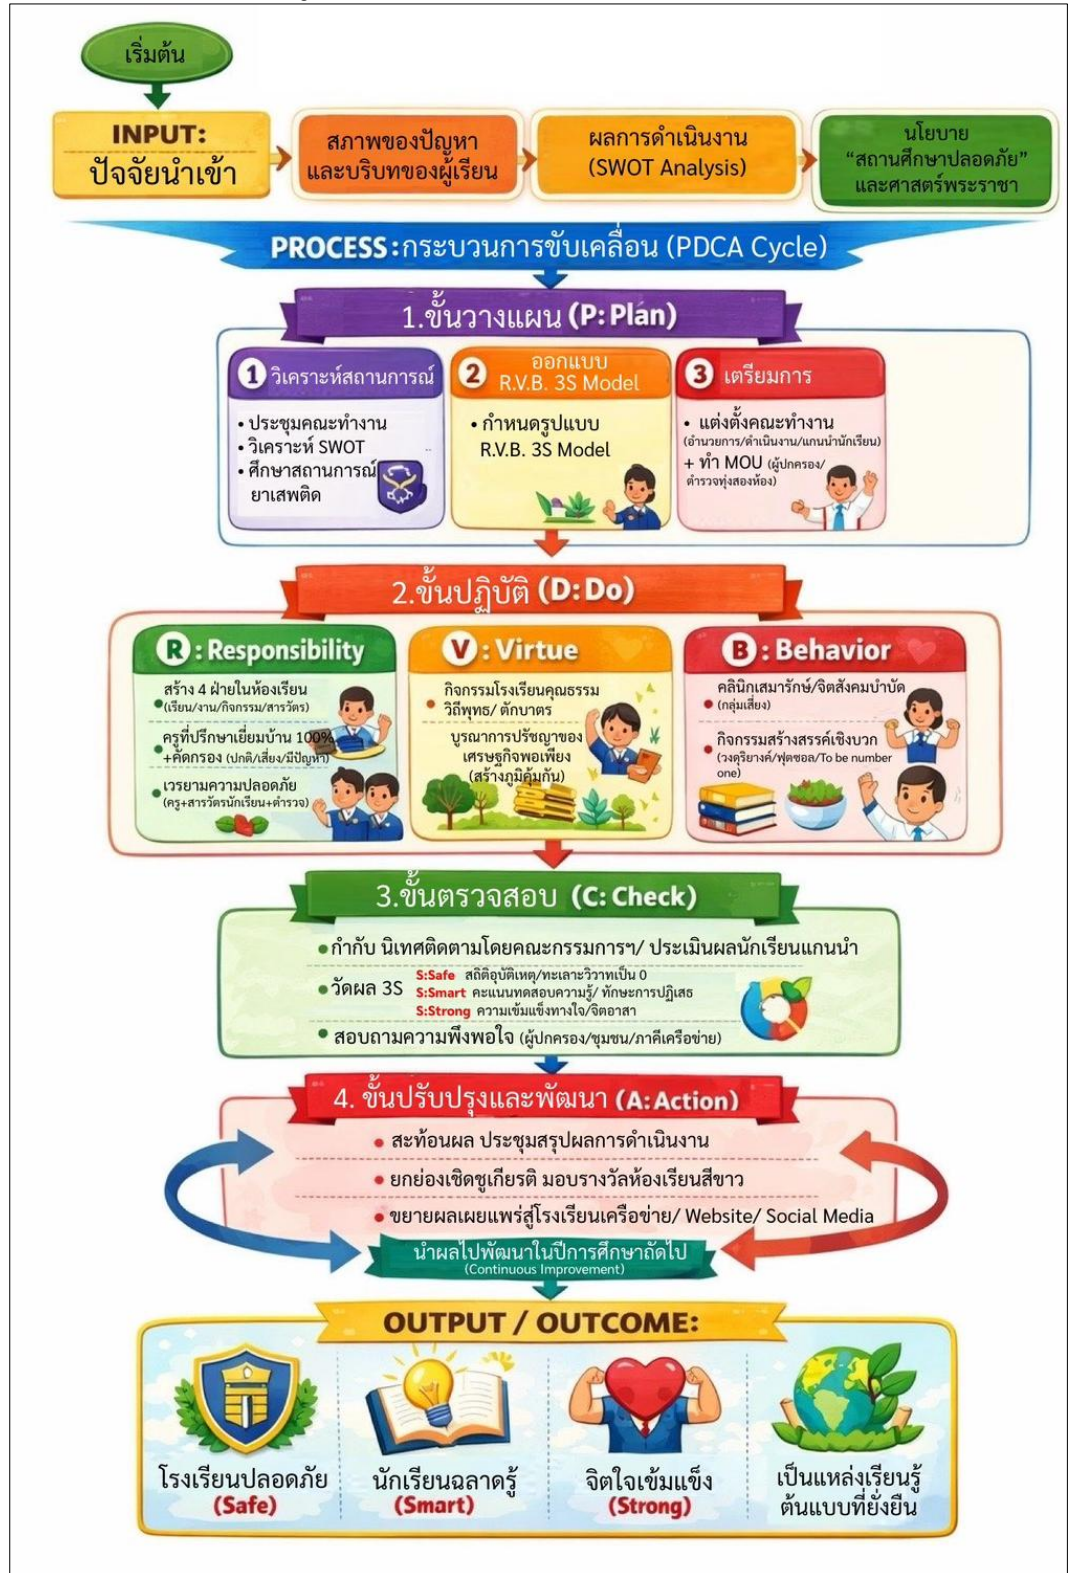 เริ่มต้น
INPUT:
ปัจจัยนำเข้า
สภาพของปัญหา
และบริบทของผู้เรียน
ผลการดำเนินงาน
(SWOT Analysis)
นโยบาย
“สถานศึกษาปลอดภัย”
และศาสตร์พระราชา
PROCESS:กระบวนการขับเคลื่อน (PDCA Cycle)
1.ขั้นวางแผน (P: Plan)
1 วิเคราะห์สถานการณ์
• ประชุมคณะทำงาน
• วิเคราะห์ SWOT
• ศึกษาสถานการณ์
ยาเสพติด
2 ออกแบบ
R.V.B. 3S Model
• กำหนดรูปแบบ
R.V.B. 3S Model
3 เตรียมการ
• แต่งตั้งคณะทำงาน
(อำนวยการ/ดำเนินงาน/แกนนำนักเรียน)
+ ทำ MOU (ผู้ปกครอง/
ตำรวจทุ่งสองห้อง)
2.ขั้นปฏิบัติ (D: Do)
R : Responsibility
สร้าง 4 ฝ่ายในห้องเรียน
(เรียน/งาน/กิจกรรม/สารวัตร)
ครูที่ปรึกษาเยี่ยมบ้าน 100%
+คัดกรอง (ปกติ/เสี่ยง/มีปัญหา)
เวรยามความปลอดภัย
(ครู+สารวัตรนักเรียน+ตำรวจ)
V : Virtue
กิจกรรมโรงเรียนคุณธรรม
วิถีพุทธ/ ตักบาตร
บูรณาการปรัชญาของ
เศรษฐกิจพอเพียง
(สร้างภูมิคุ้มกัน)
B : Behavior
คลินิกเสมารักษ์/จิตสังคมบำบัด
(กลุ่มเสี่ยง)
กิจกรรมสร้างสรรค์เชิงบวก
(วงดุริยางค์/ฟุตซอล/To be number
one)
3.ขั้นตรวจสอบ (C: Check)
• กำกับ นิเทศติดตามโดยคณะกรรมการฯ/ ประเมินผลนักเรียนแกนนำ
• วัดผล 3S
S:Safe สถิติอุบัติเหตุ/ทะเลาะวิวาทเป็น 0
S:Smart คะแนนทดสอบความรู้/ ทักษะการปฏิเสธ
S:Strong ความเข้มแข็งทางใจ/จิตอาสา
• สอบถามความพึงพอใจ (ผู้ปกครอง/ชุมชน/ภาคีเครือข่าย)
4. ขั้นปรับปรุงและพัฒนา (A: Action)
• สะท้อนผล ประชุมสรุปผลการดำเนินงาน
• ยกย่องเชิดชูเกียรติ มอบรางวัลห้องเรียนสีขาว
• ขยายผลเผยแพร่สู่โรงเรียนเครือข่าย/ Website/ Social Media
นำผลไปพัฒนาในปีการศึกษาถัดไป
(Continuous Improvement)
OUTPUT / OUTCOME:
โรงเรียนปลอดภัย
(Safe)
นักเรียนฉลาดรู้
(Smart)
จิตใจเข้มแข็ง
(Strong)
เป็นแหล่งเรียนรู้
ต้นแบบที่ยั่งยืน